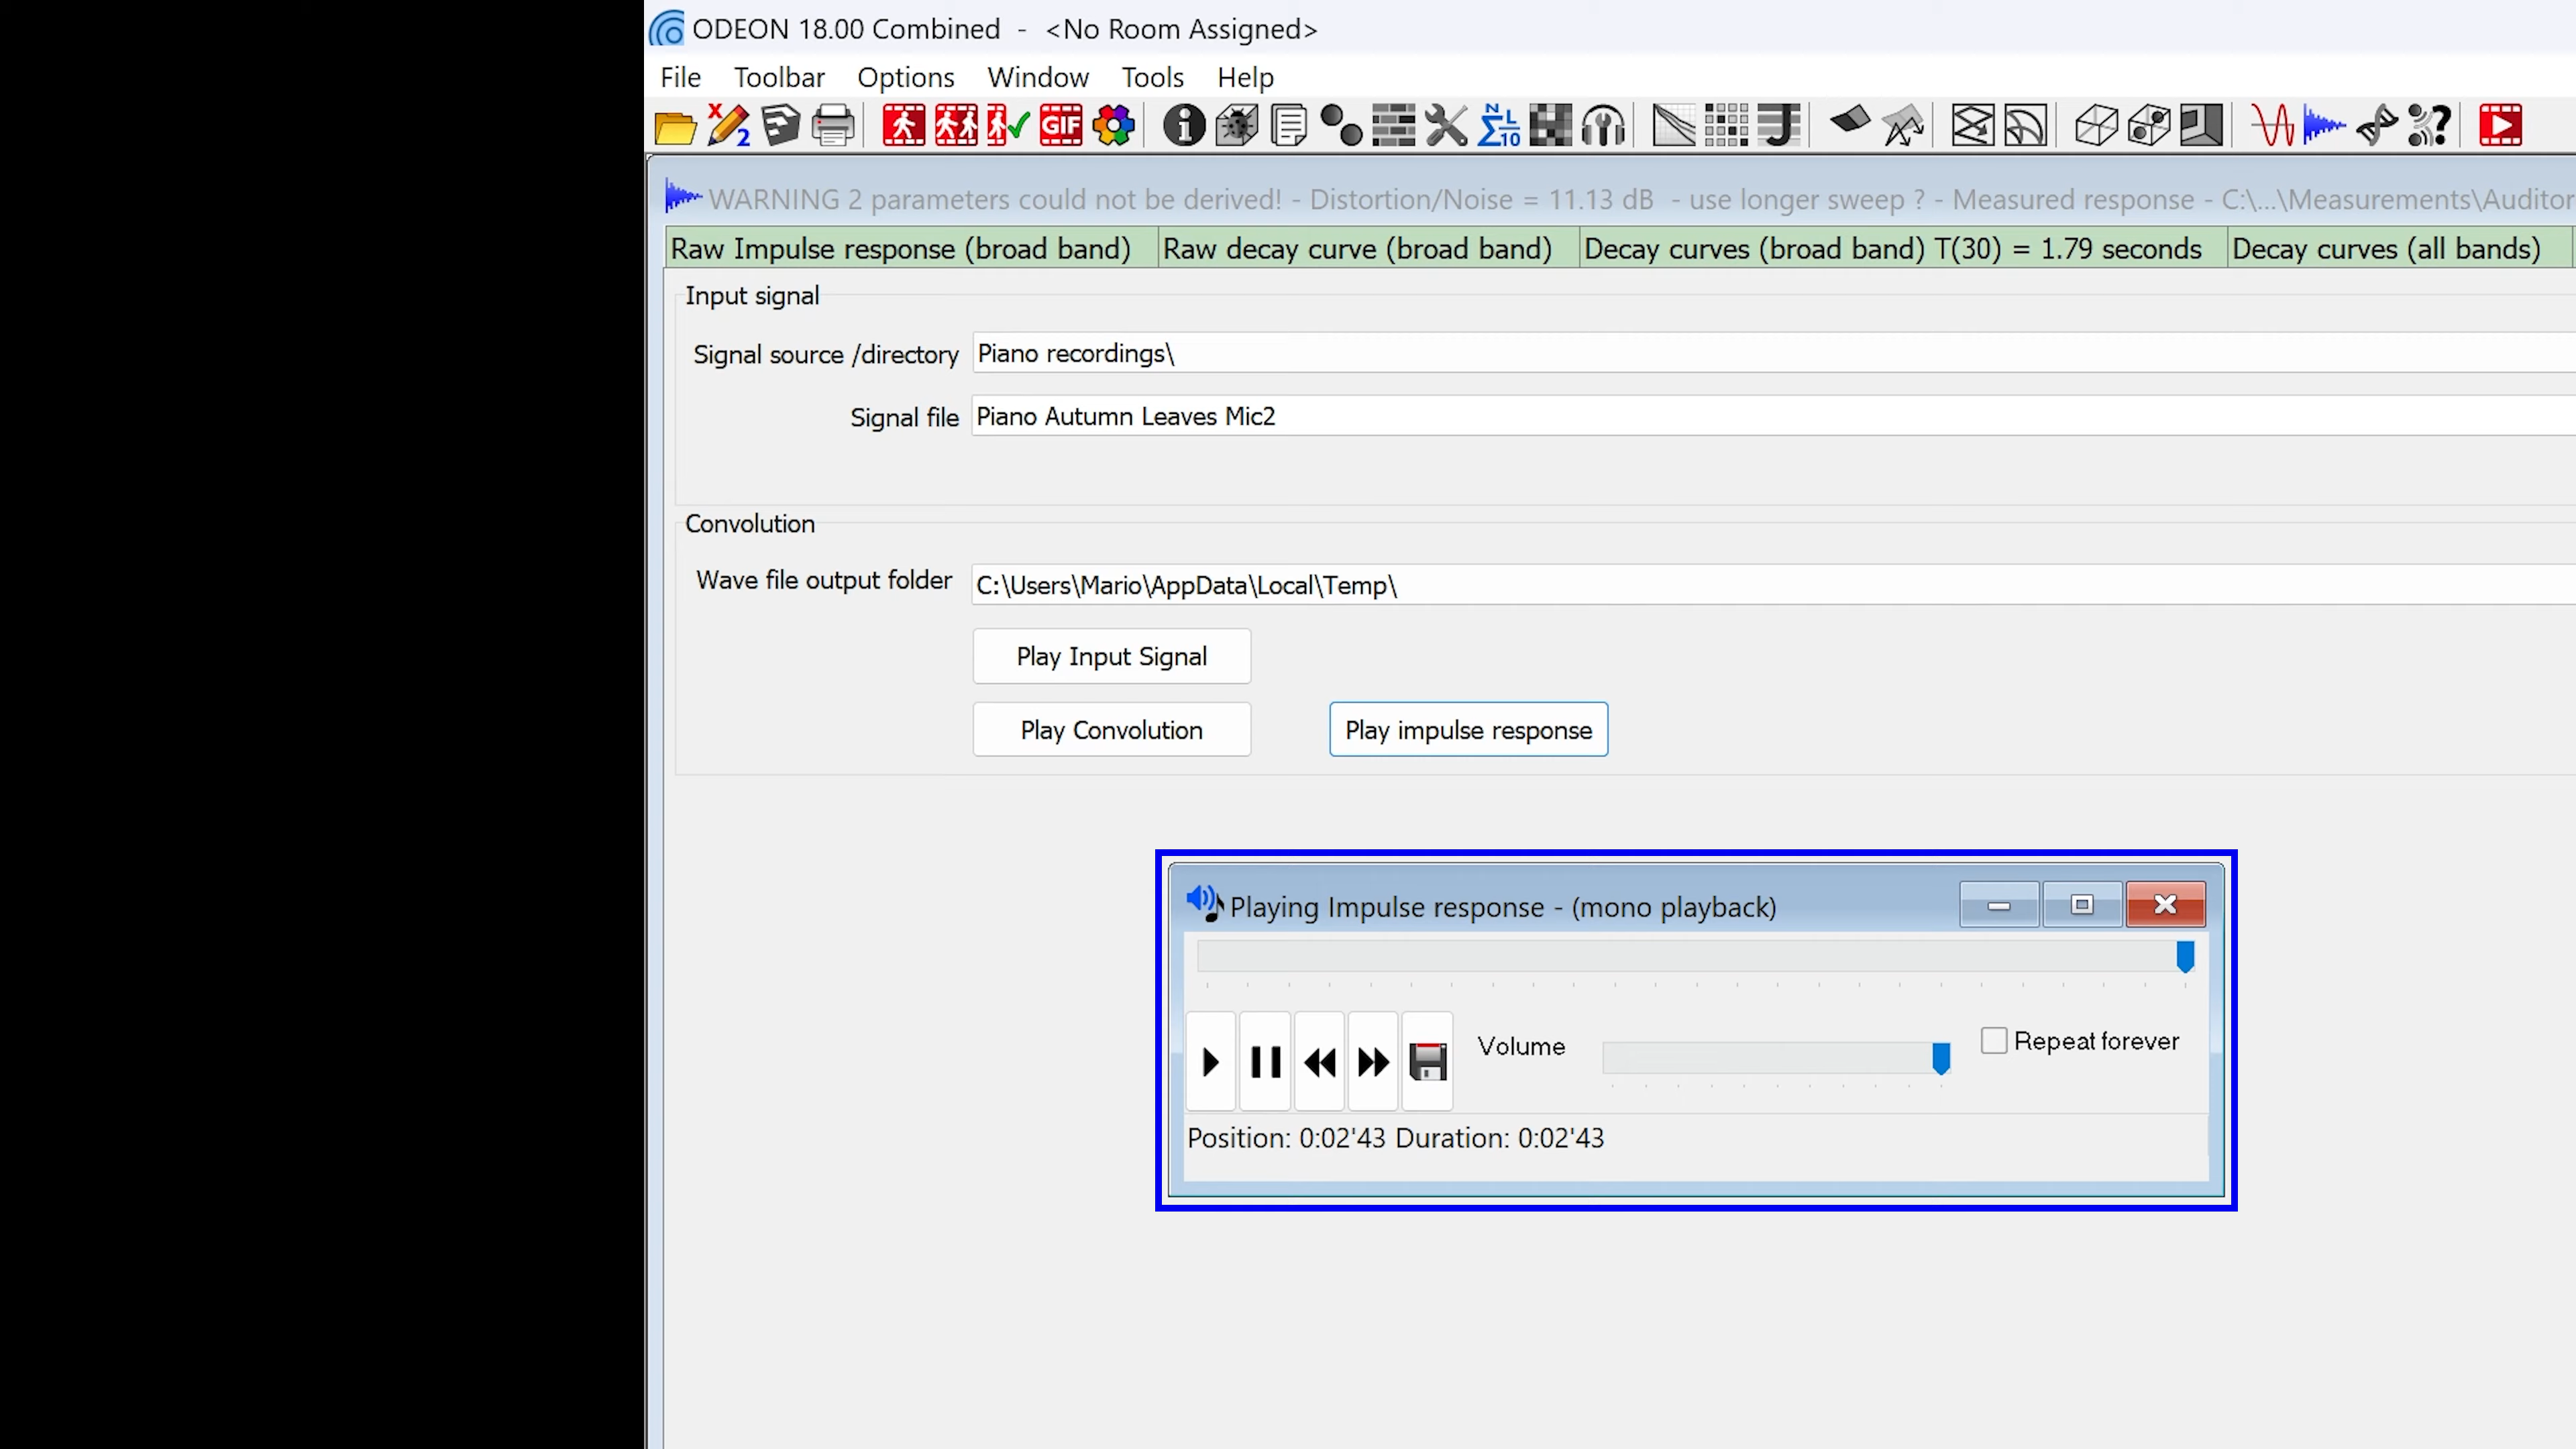 ODEON 18.00 Combined - <No Room Assigned>
File Toolbar Options Window Tools Help
X 2 GIF N L Σ 10 ?
WARNING 2 parameters could not be derived! - Distortion/Noise = 11.13 dB - use longer sweep ? - Measured response - C:\...\Measurements\Auditor
Raw Impulse response (broad band) Raw decay curve (broad band) Decay curves (broad band) T(30) = 1.79 seconds Decay curves (all bands)
Input signal
Signal source /directory Piano recordings\
Signal file Piano Autumn Leaves Mic2
Convolution
Wave file output folder C:\Users\Mario\AppData\Local\Temp\
Play Input Signal
Play Convolution Play impulse response
Playing Impulse response - (mono playback)
Volume Repeat forever
Position: 0:02'43 Duration: 0:02'43